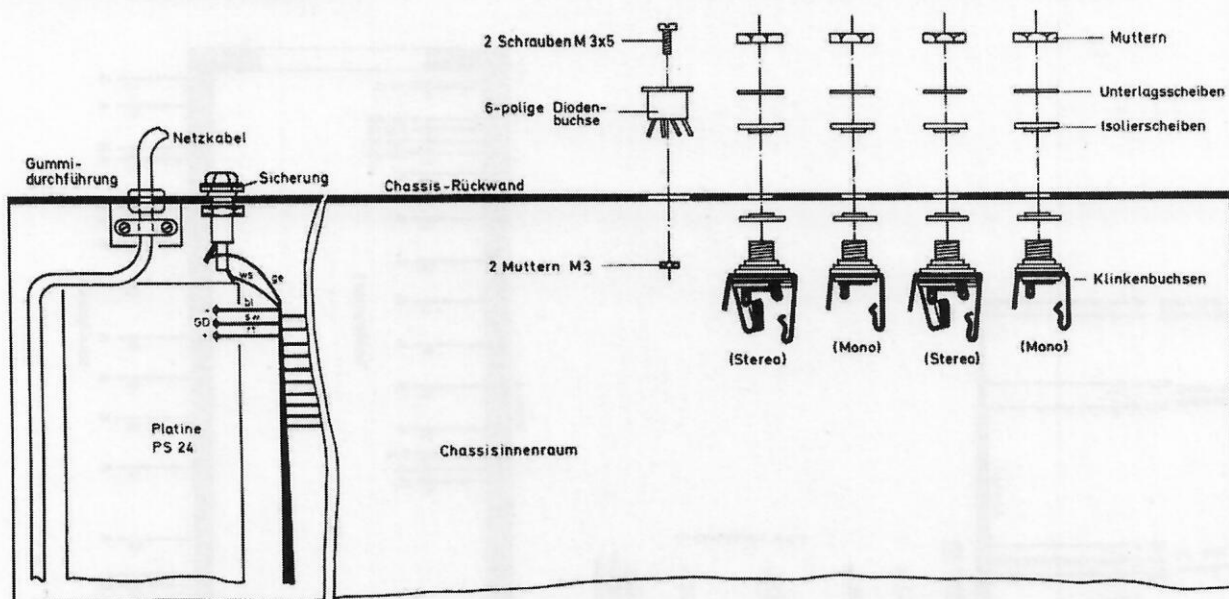 2 Schrauben M 3x5
Muttern
6-polige Dioden-
buchse
Unterlagsscheiben
Isolierscheiben
Netzkabel
Gummi-
durchführung
Sicherung
Chassis-Rückwand
2 Muttern M3
Klinkenbuchsen
ws
ge
bl
-
sw
GD
rt
+
(Stereo)
(Mono)
(Stereo)
(Mono)
Platine
PS 24
Chassisinnenraum